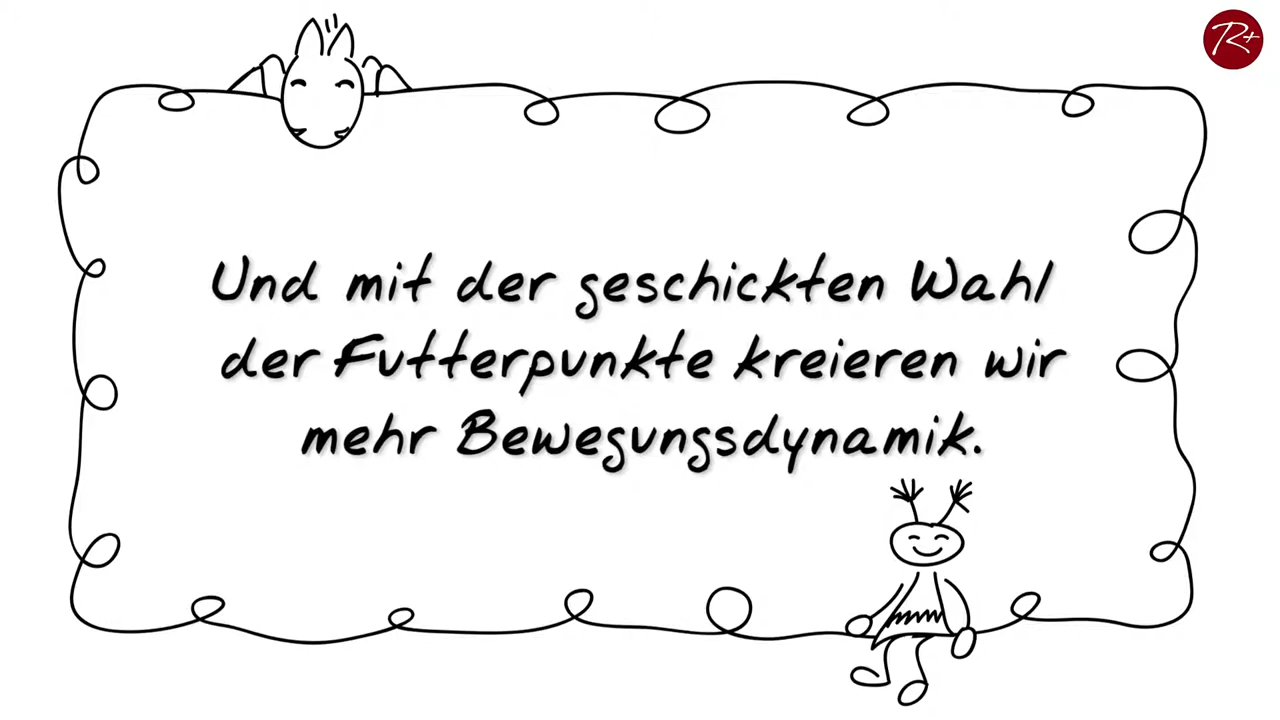 R+
Und mit der geschickten Wahl
der Futterpunkte kreieren wir
mehr Bewegungsdynamik.